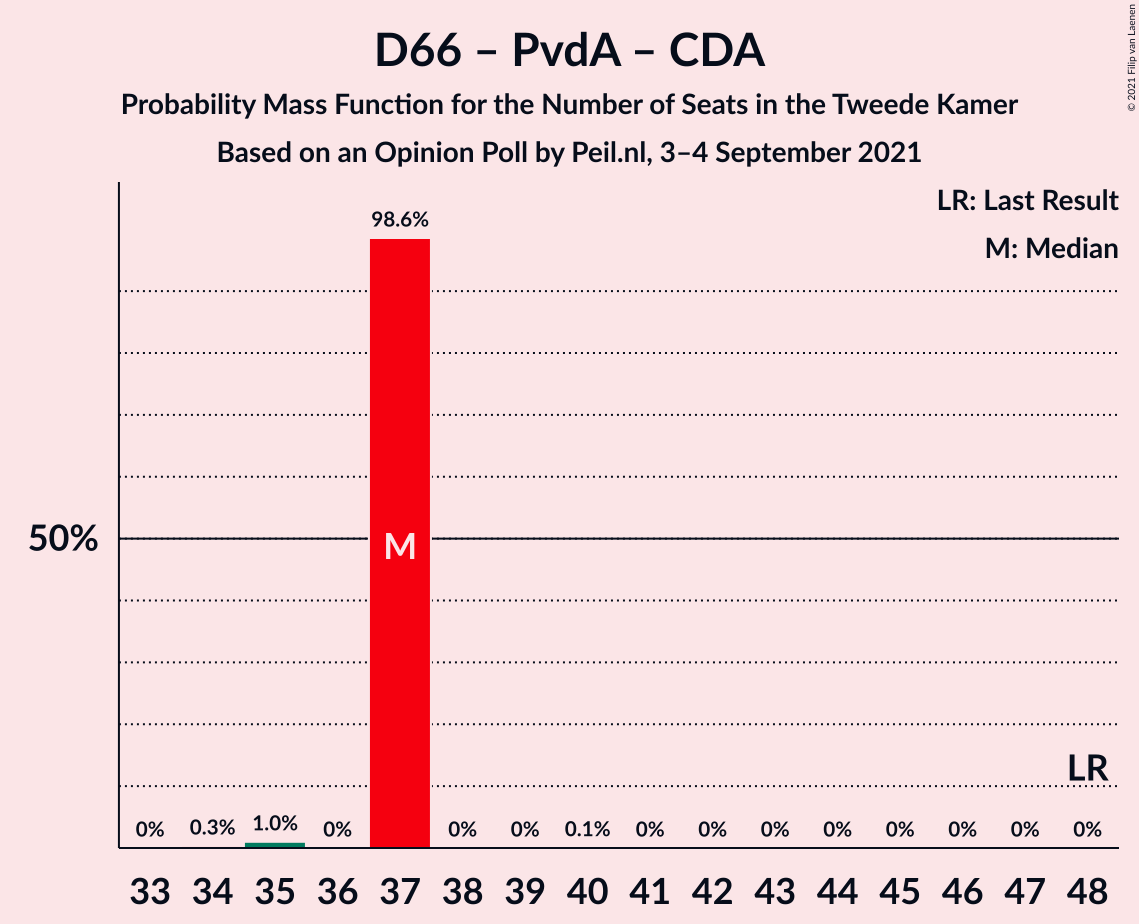 D66 – PvdA – CDA
Probability Mass Function for the Number of Seats in the Tweede Kamer
Based on an Opinion Poll by Peil.nl, 3–4 September 2021
© 2021 Filip van Laenen
LR: Last Result
M: Median
98.6%
50%
M
LR
0% 0.3% 1.0% 0% 0% 0% 0.1% 0% 0% 0% 0% 0% 0% 0% 0%
33 34 35 36 37 38 39 40 41 42 43 44 45 46 47 48